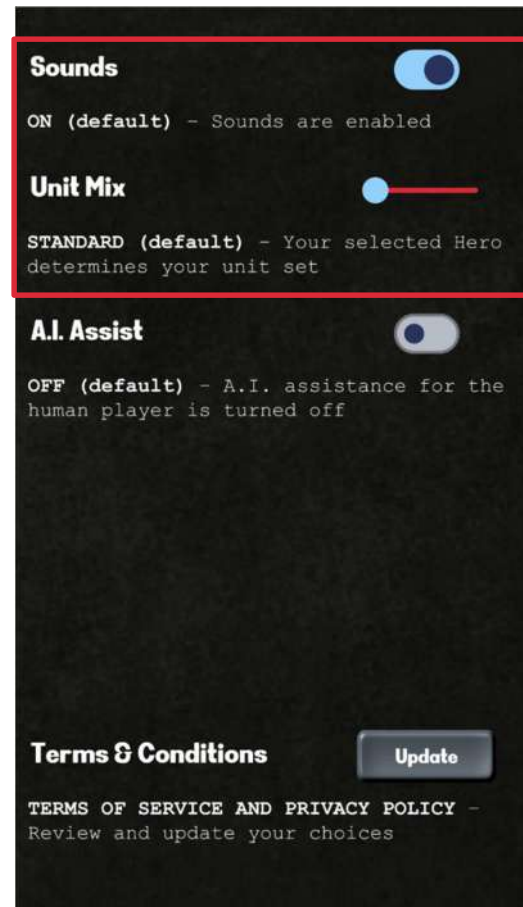 Sounds
ON (default) – Sounds are enabled
Unit Mix
STANDARD (default) – Your selected Hero
determines your unit set
A.I. Assist
OFF (default) – A.I. assistance for the
human player is turned off
Terms & Conditions
Update
TERMS OF SERVICE AND PRIVACY POLICY –
Review and update your choices